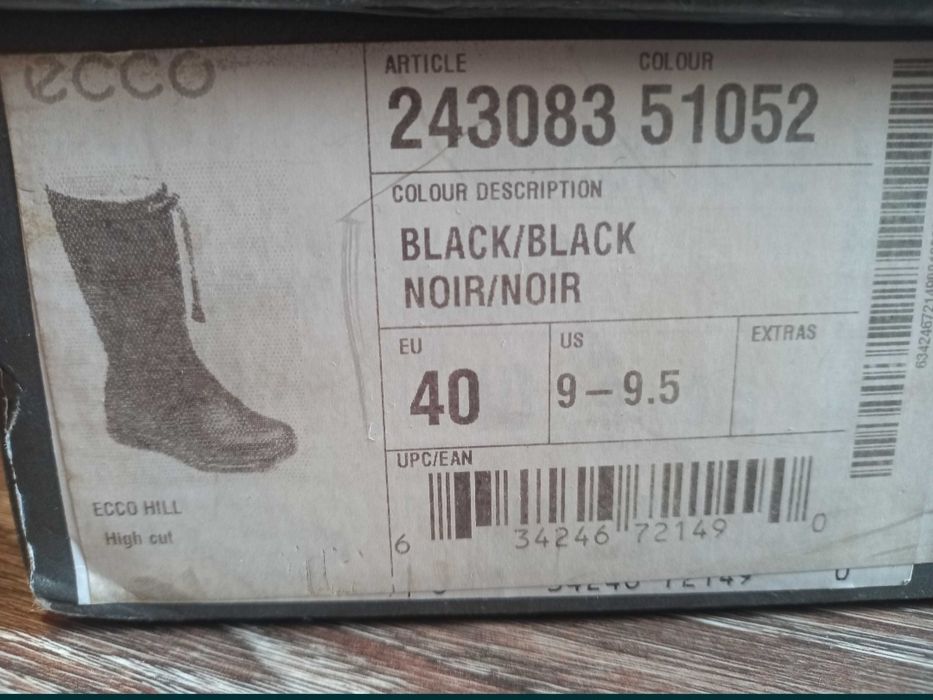 ecco
ARTICLE COLOUR
243083 51052
COLOUR DESCRIPTION
BLACK/BLACK
NOIR/NOIR
EU US EXTRAS
40 9 – 9.5
UPC/EAN
6 34246 72149 0
ECCO HILL
High cut